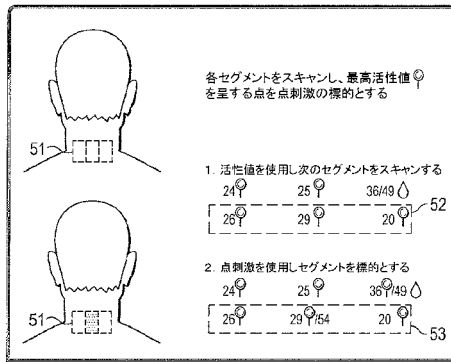 各セグメントをスキャンし、最高活性値
を呈する点を点刺激の標的とする
51
1. 活性値を使用し次のセグメントをスキャンする
24 25 36/49
26 29 20
52
51
2. 点刺激を使用しセグメントを標的とする
24 25 36/49
26 29/54 20
53